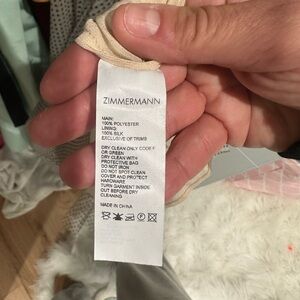 ZIMMERMANN
MAIN:
100% POLYESTER
LINING:
100% SILK
EXCLUSIVE OF TRIMS
DRY CLEAN ONLY CODE F
OR GREEN
DRY CLEAN WITH
PROTECTIVE BAG
DO NOT IRON
DO NOT SPOT CLEAN
COVER AND PROTECT
HARDWARE
TURN GARMENT INSIDE
OUT BEFORE DRY
CLEANING
MADE IN CHINA